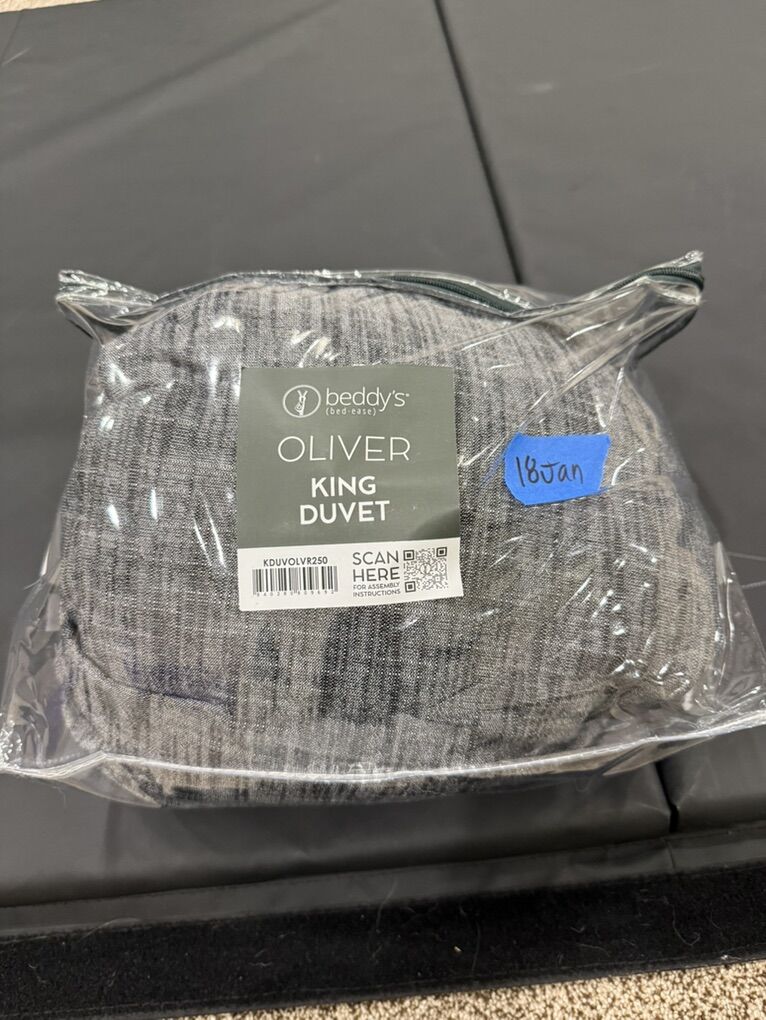 beddy's
(bed·ease)
OLIVER
KING
DUVET
KDUVOLVR250
SCAN
HERE
FOR ASSEMBLY
INSTRUCTIONS
18Jan